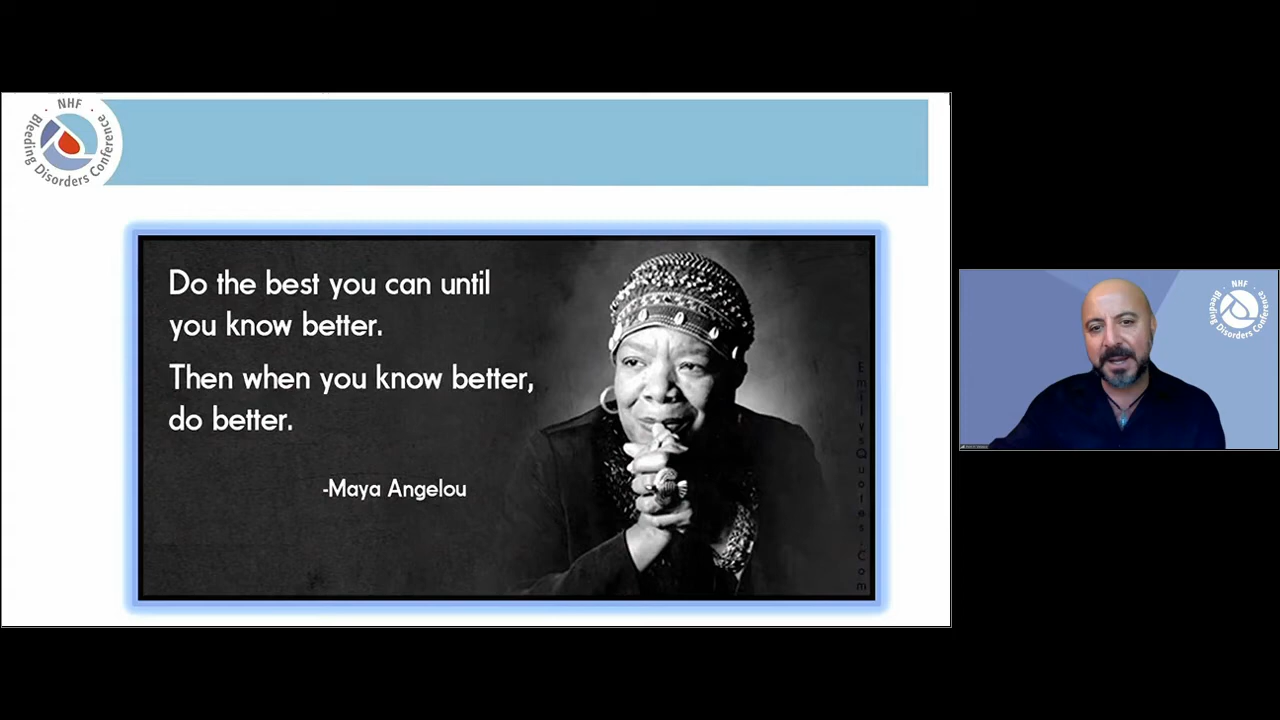 NHF
Bleeding Disorders Conference
Do the best you can until
you know better.
Then when you know better,
do better.
-Maya Angelou
EmilysQuotes.Com
NHF
Bleeding Disorders Conference